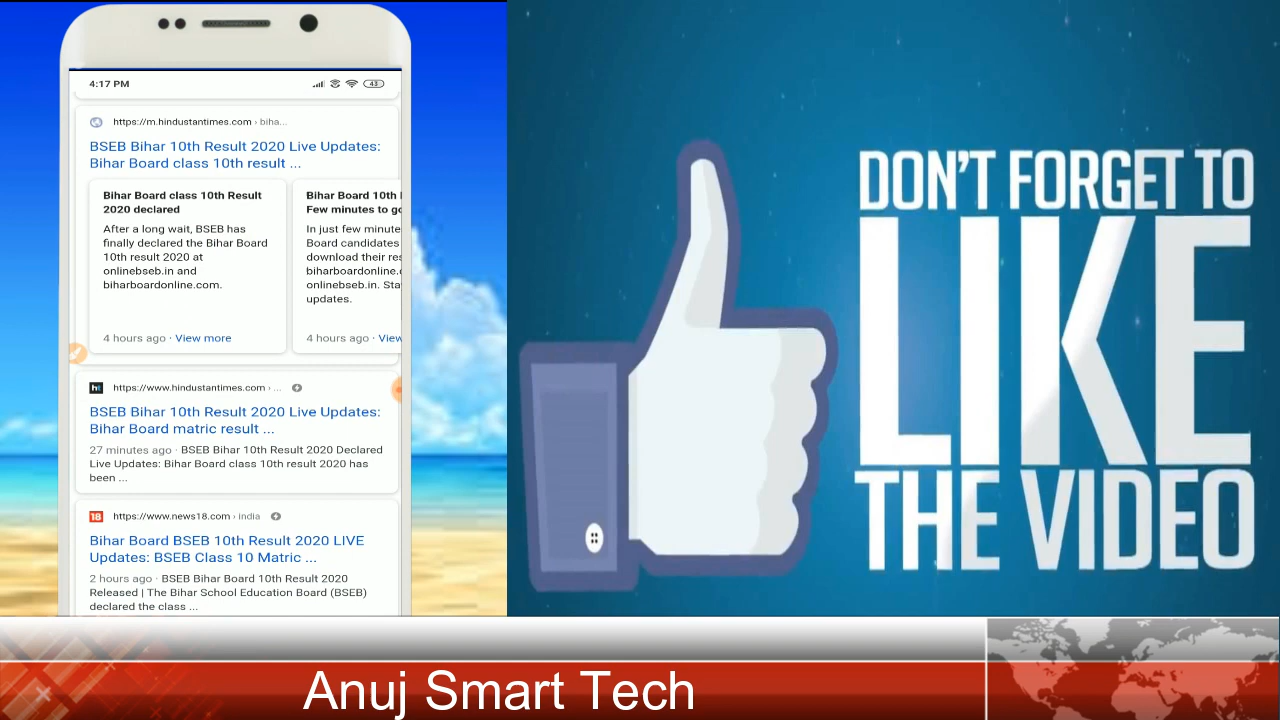 4:17 PM
43
https://m.hindustantimes.com › biha...
BSEB Bihar 10th Result 2020 Live Updates:
Bihar Board class 10th result ...
Bihar Board class 10th Result
2020 declared
After a long wait, BSEB has
finally declared the Bihar Board
10th result 2020 at
onlinebseb.in and
biharboardonline.com.
4 hours ago · View more
Bihar Board 10th
Few minutes to go
In just few minute
Board candidates
download their res
biharboardonline.
onlinebseb.in. Sta
updates.
4 hours ago · View
ht
https://www.hindustantimes.com › ...
BSEB Bihar 10th Result 2020 Live Updates:
Bihar Board matric result ...
27 minutes ago · BSEB Bihar 10th Result 2020 Declared
Live Updates: Bihar Board class 10th result 2020 has
been ...
18
https://www.news18.com › india
Bihar Board BSEB 10th Result 2020 LIVE
Updates: BSEB Class 10 Matric ...
2 hours ago · BSEB Bihar Board 10th Result 2020
Released | The Bihar School Education Board (BSEB)
declared the class ...
DON'T FORGET TO
LIKE
THE VIDEO
Anuj Smart Tech